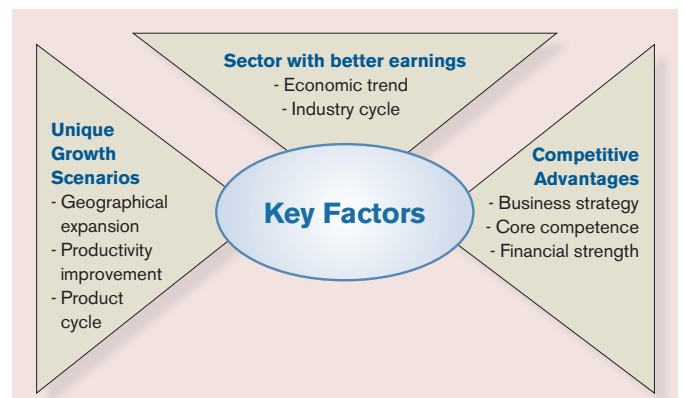 Sector with better earnings
- Economic trend
- Industry cycle
Unique
Growth
Scenarios
- Geographical
expansion
- Productivity
improvement
- Product
cycle
Key Factors
Competitive
Advantages
- Business strategy
- Core competence
- Financial strength